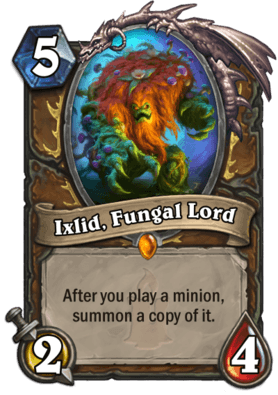 5
Ixlid, Fungal Lord
After you play a minion,
summon a copy of it.
2
4